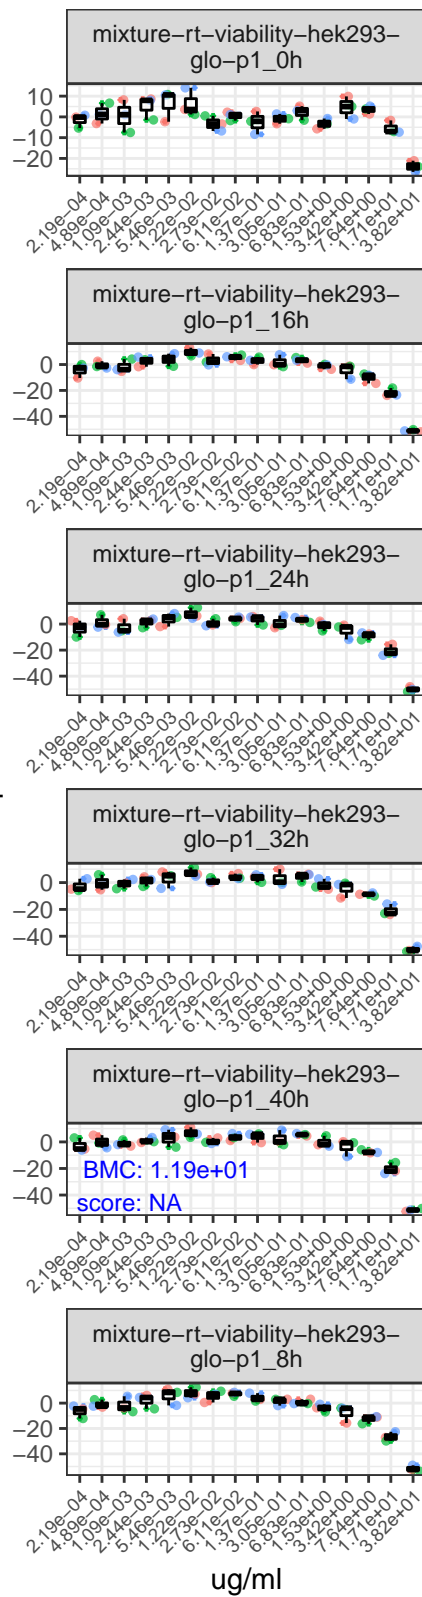 mixture−rt−viability−hek293−
glo−p1_0h
10
0
−10
−20
2.19e−04
4.89e−04
1.09e−03
2.44e−03
5.46e−03
1.22e−02
2.73e−02
6.11e−02
1.37e−01
3.05e−01
6.83e−01
1.53e+00
3.42e+00
7.64e+00
1.71e+01
3.82e+01
mixture−rt−viability−hek293−
glo−p1_16h
0
−20
−40
2.19e−04
4.89e−04
1.09e−03
2.44e−03
5.46e−03
1.22e−02
2.73e−02
6.11e−02
1.37e−01
3.05e−01
6.83e−01
1.53e+00
3.42e+00
7.64e+00
1.71e+01
3.82e+01
mixture−rt−viability−hek293−
glo−p1_24h
0
−20
−40
2.19e−04
4.89e−04
1.09e−03
2.44e−03
5.46e−03
1.22e−02
2.73e−02
6.11e−02
1.37e−01
3.05e−01
6.83e−01
1.53e+00
3.42e+00
7.64e+00
1.71e+01
3.82e+01
mixture−rt−viability−hek293−
glo−p1_32h
0
−20
−40
2.19e−04
4.89e−04
1.09e−03
2.44e−03
5.46e−03
1.22e−02
2.73e−02
6.11e−02
1.37e−01
3.05e−01
6.83e−01
1.53e+00
3.42e+00
7.64e+00
1.71e+01
3.82e+01
mixture−rt−viability−hek293−
glo−p1_40h
0
−20
−40
BMC: 1.19e+01
score: NA
2.19e−04
4.89e−04
1.09e−03
2.44e−03
5.46e−03
1.22e−02
2.73e−02
6.11e−02
1.37e−01
3.05e−01
6.83e−01
1.53e+00
3.42e+00
7.64e+00
1.71e+01
3.82e+01
mixture−rt−viability−hek293−
glo−p1_8h
0
−20
−40
2.19e−04
4.89e−04
1.09e−03
2.44e−03
5.46e−03
1.22e−02
2.73e−02
6.11e−02
1.37e−01
3.05e−01
6.83e−01
1.53e+00
3.42e+00
7.64e+00
1.71e+01
3.82e+01
ug/ml